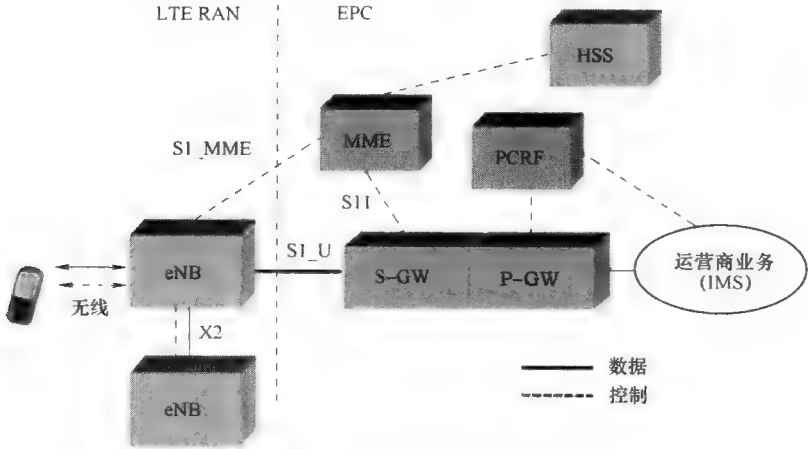 LTE RAN
EPC
HSS
MME
PCRF
S1_MME
S11
eNB
S1_U
S-GW
P-GW
运营商业务
(IMS)
无线
X2
eNB
数据
控制